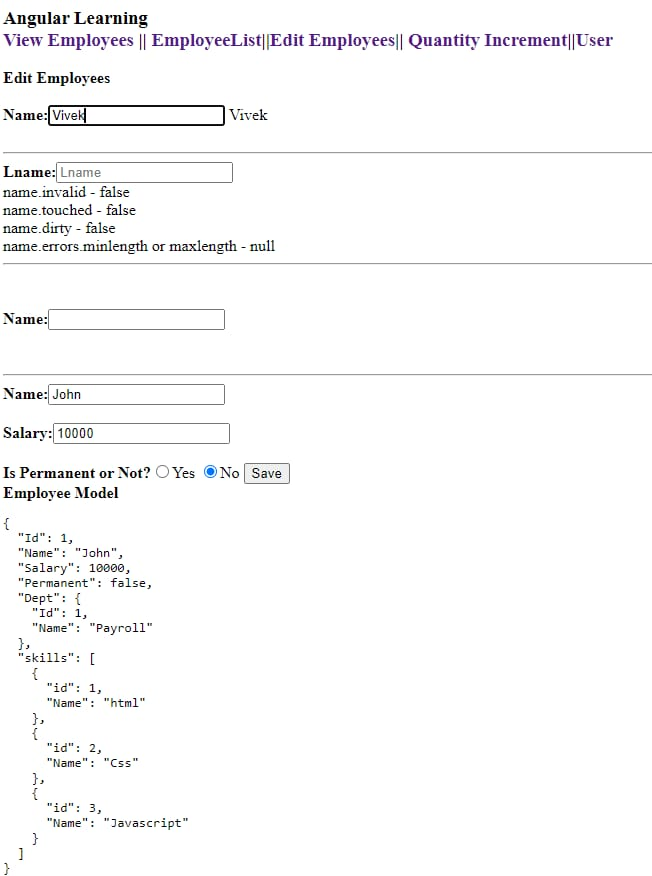 Angular Learning
View Employees || EmployeeList||Edit Employees|| Quantity Increment||User
Edit Employees
Name: Vivek Vivek
Lname: Lname
name.invalid - false
name.touched - false
name.dirty - false
name.errors.minlength or maxlength - null
Name:
Name: John
Salary: 10000
Is Permanent or Not? Yes No Save
Employee Model
{
  "Id": 1,
  "Name": "John",
  "Salary": 10000,
  "Permanent": false,
  "Dept": {
    "Id": 1,
    "Name": "Payroll"
  },
  "skills": [
    {
      "id": 1,
      "Name": "html"
    },
    {
      "id": 2,
      "Name": "Css"
    },
    {
      "id": 3,
      "Name": "Javascript"
    }
  ]
}